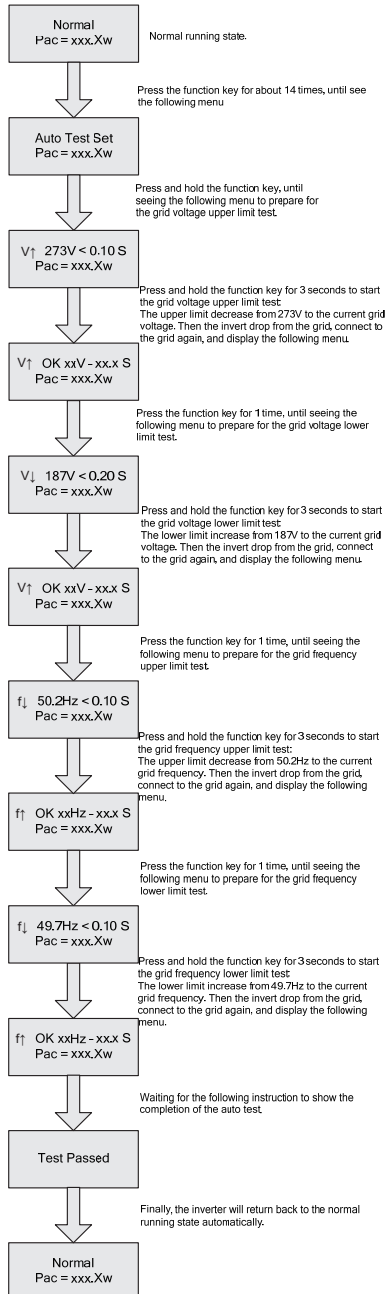 Normal
Pac = xxx.Xw
Normal running state.
Press the function key for about 14 times, until see
the following menu
Auto Test Set
Pac = xxx.Xw
Press and hold the function key, until
seeing the following menu to prepare for
the grid voltage upper limit test.
V↑ 273V < 0.10 S
Pac = xxx.Xw
Press and hold the function key for 3 seconds to start
the grid voltage upper limit test:
The upper limit decrease from 273V to the current grid
voltage. Then the invert drop from the grid, connect to
the grid again, and display the following menu.
V↑ OK xxV - xx.x S
Pac = xxx.Xw
Press the function key for 1 time, until seeing the
following menu to prepare for the grid voltage lower
limit test.
V↓ 187V < 0.20 S
Pac = xxx.Xw
Press and hold the function key for 3 seconds to start
the grid voltage lower limit test:
The lower limit increase from 187V to the current grid
voltage. Then the invert drop from the grid, connect
to the grid again, and display the following menu.
V↑ OK xxV - xx.x S
Pac = xxx.Xw
Press the function key for 1 time, until seeing the
following menu to prepare for the grid frequency
upper limit test.
f↓ 50.2Hz < 0.10 S
Pac = xxx.Xw
Press and hold the function key for 3 seconds to start
the grid frequency upper limit test:
The upper limit decrease from 50.2Hz to the current
grid frequency. Then the invert drop from the grid,
connect to the grid again, and display the following
menu.
f↑ OK xxHz - xx.x S
Pac = xxx.Xw
Press the function key for 1 time, until seeing the
following menu to prepare for the grid frequency
lower limit test.
f↓ 49.7Hz < 0.10 S
Pac = xxx.Xw
Press and hold the function key for 3 seconds to start
the grid frequency lower limit test:
The lower limit increase from 49.7Hz to the current
grid frequency. Then the invert drop from the grid,
connect to the grid again, and display the following
menu.
f↑ OK xxHz - xx.x S
Pac = xxx.Xw
Waiting for the following instruction to show the
completion of the auto test.
Test Passed
Finally, the inverter will return back to the normal
running state automatically.
Normal
Pac = xxx.Xw